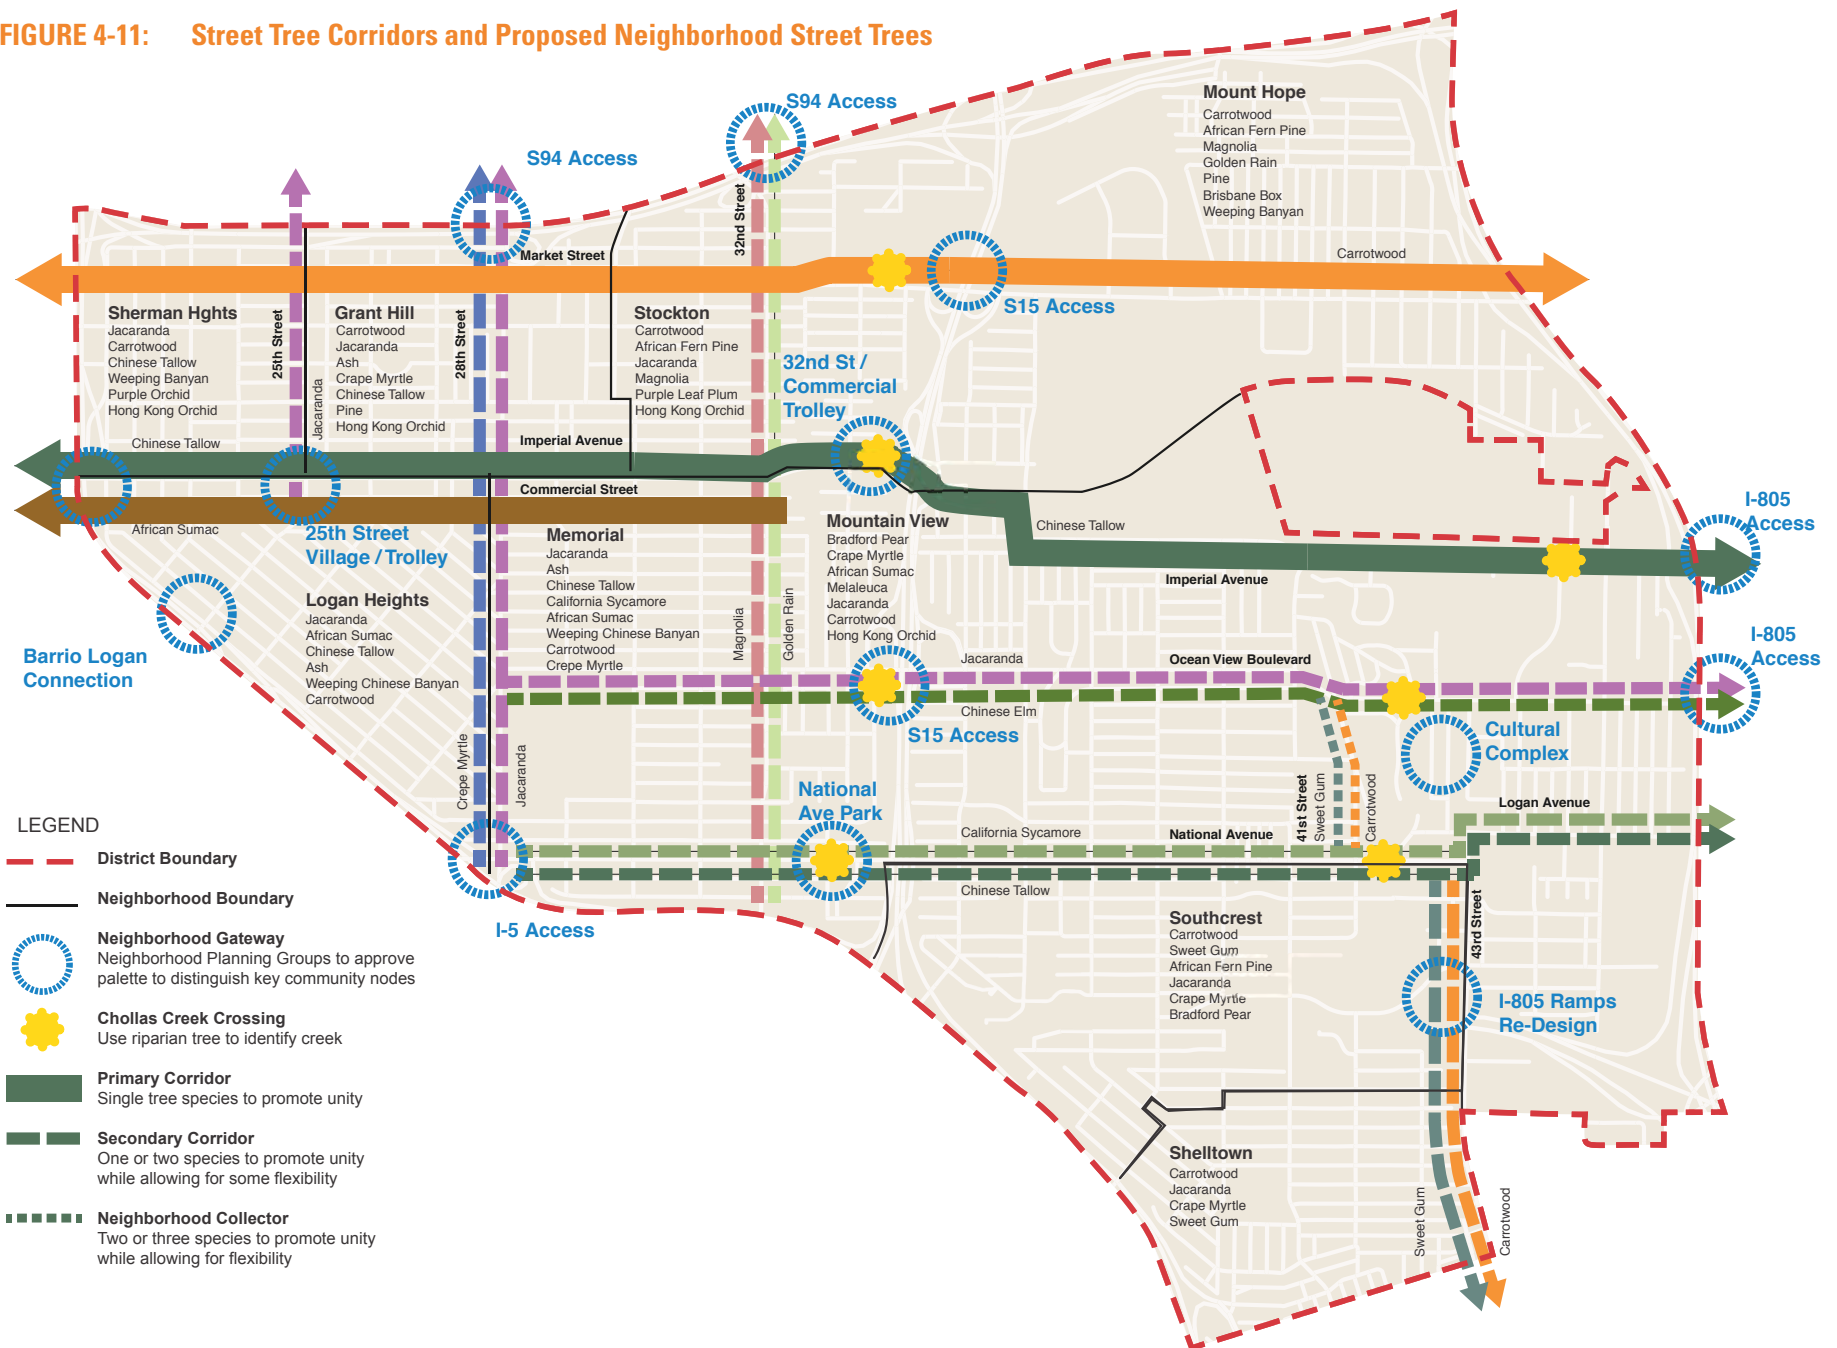 FIGURE 4-11: Street Tree Corridors and Proposed Neighborhood Street Trees
S94 Access
S94 Access
Mount Hope
Carrotwood
African Fern Pine
Magnolia
Golden Rain
Pine
Brisbane Box
Weeping Banyan
32nd Street
Market Street
Carrotwood
S15 Access
Sherman Hghts
Jacaranda
Carrotwood
Chinese Tallow
Weeping Banyan
Purple Orchid
Hong Kong Orchid
25th Street
Jacaranda
Grant Hill
Carrotwood
Jacaranda
Ash
Crape Myrtle
Chinese Tallow
Pine
Hong Kong Orchid
28th Street
Stockton
Carrotwood
African Fern Pine
Jacaranda
Magnolia
Purple Leaf Plum
Hong Kong Orchid
32nd St /
Commercial
Trolley
Chinese Tallow
Imperial Avenue
Commercial Street
African Sumac
25th Street
Village / Trolley
Memorial
Jacaranda
Ash
Chinese Tallow
California Sycamore
African Sumac
Weeping Chinese Banyan
Carrotwood
Crepe Myrtle
Mountain View
Bradford Pear
Crape Myrtle
African Sumac
Melaleuca
Jacaranda
Carrotwood
Hong Kong Orchid
Chinese Tallow
Imperial Avenue
I-805
Access
Logan Heights
Jacaranda
African Sumac
Chinese Tallow
Ash
Weeping Chinese Banyan
Carrotwood
Magnolia
Golden Rain
Barrio Logan
Connection
Jacaranda
Ocean View Boulevard
I-805
Access
Chinese Elm
S15 Access
Cultural
Complex
Crepe Myrtle
Jacaranda
National
Ave Park
41st Street
Sweet Gum
Carrotwood
Logan Avenue
California Sycamore
National Avenue
Chinese Tallow
I-5 Access
Southcrest
Carrotwood
Sweet Gum
African Fern Pine
Jacaranda
Crape Myrtle
Bradford Pear
43rd Street
I-805 Ramps
Re-Design
Shelltown
Carrotwood
Jacaranda
Crape Myrtle
Sweet Gum
Sweet Gum
Carrotwood
LEGEND
District Boundary
Neighborhood Boundary
Neighborhood Gateway
Neighborhood Planning Groups to approve
palette to distinguish key community nodes
Chollas Creek Crossing
Use riparian tree to identify creek
Primary Corridor
Single tree species to promote unity
Secondary Corridor
One or two species to promote unity
while allowing for some flexibility
Neighborhood Collector
Two or three species to promote unity
while allowing for flexibility